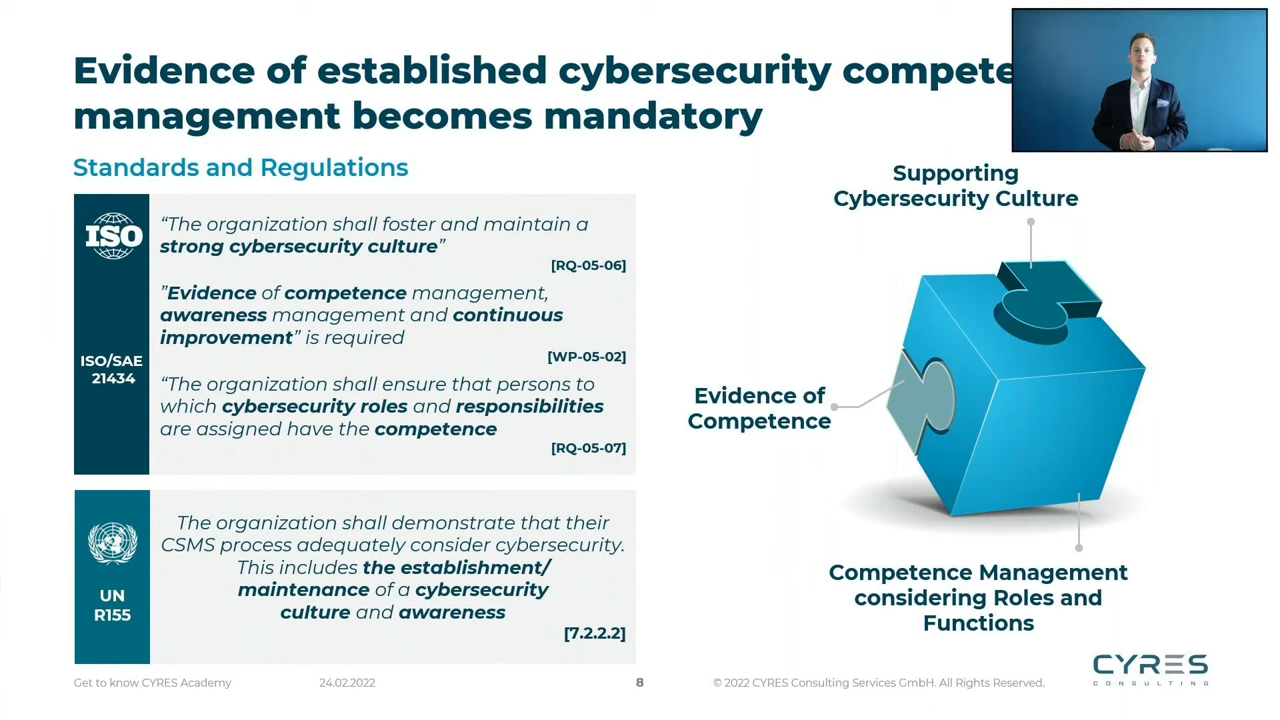 Evidence of established cybersecurity compete
management becomes mandatory
Standards and Regulations
ISO
ISO/SAE
21434
“The organization shall foster and maintain a
strong cybersecurity culture”
[RQ-05-06]
”Evidence of competence management,
awareness management and continuous
improvement” is required
[WP-05-02]
“The organization shall ensure that persons to
which cybersecurity roles and responsibilities
are assigned have the competence
[RQ-05-07]
UN
R155
The organization shall demonstrate that their
CSMS process adequately consider cybersecurity.
This includes the establishment/
maintenance of a cybersecurity
culture and awareness
[7.2.2.2]
Supporting
Cybersecurity Culture
Evidence of
Competence
Competence Management
considering Roles and
Functions
CYRES
CONSULTING
Get to know CYRES Academy
24.02.2022
8
© 2022 CYRES Consulting Services GmbH. All Rights Reserved.